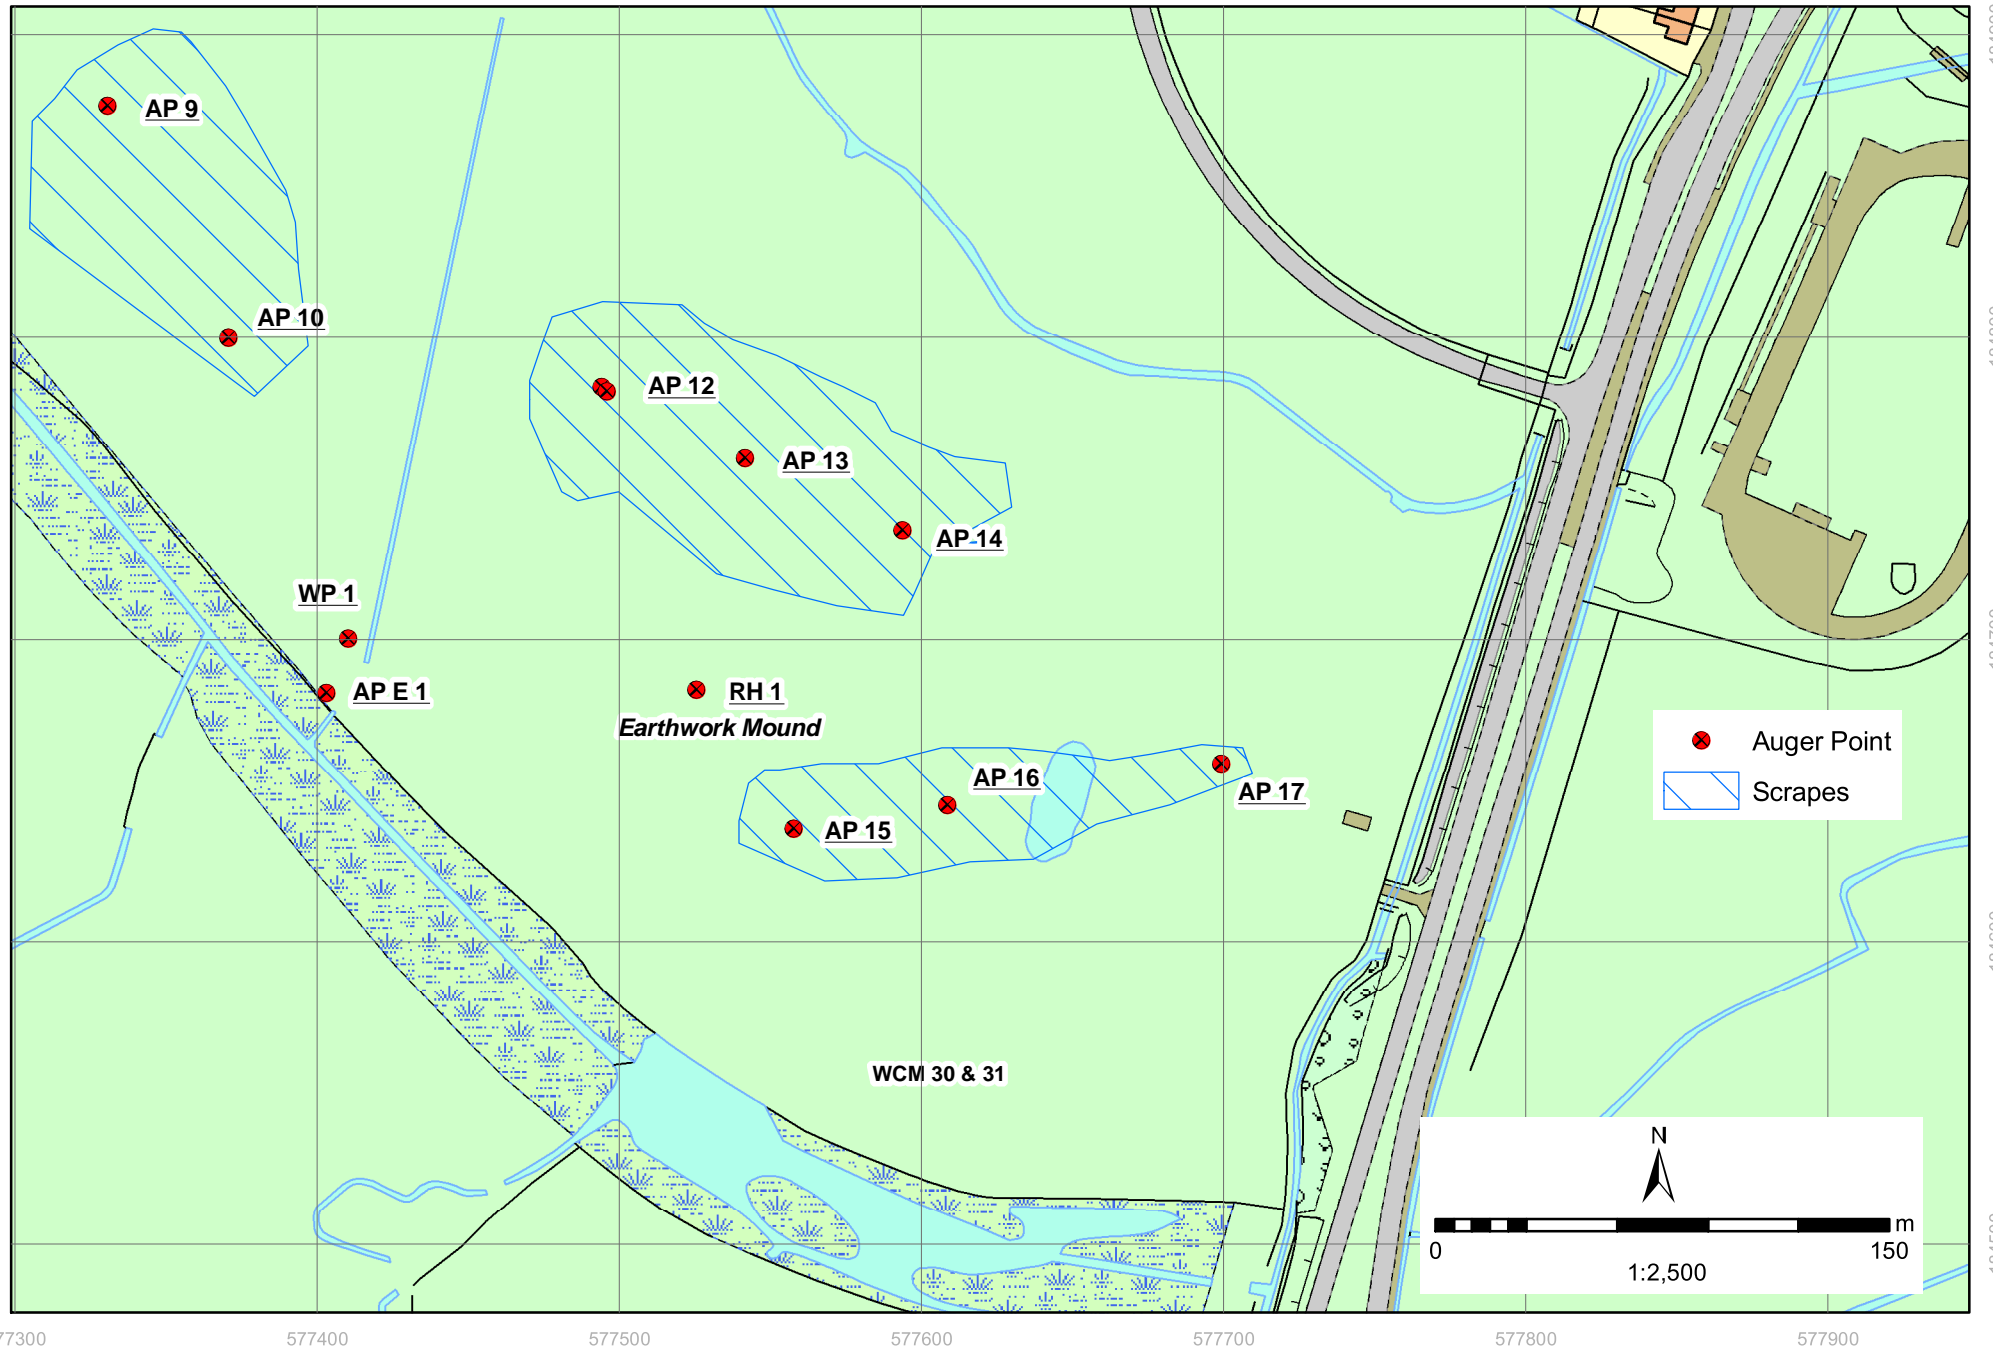 AP 9
AP 10
AP 12
AP 13
AP 14
WP 1
AP E 1
RH 1
Earthwork Mound
AP 16
AP 17
AP 15
Auger Point
Scrapes
WCM 30 & 31
N
m
0 150
1:2,500
577400 577500 577600 577700 577800 577900